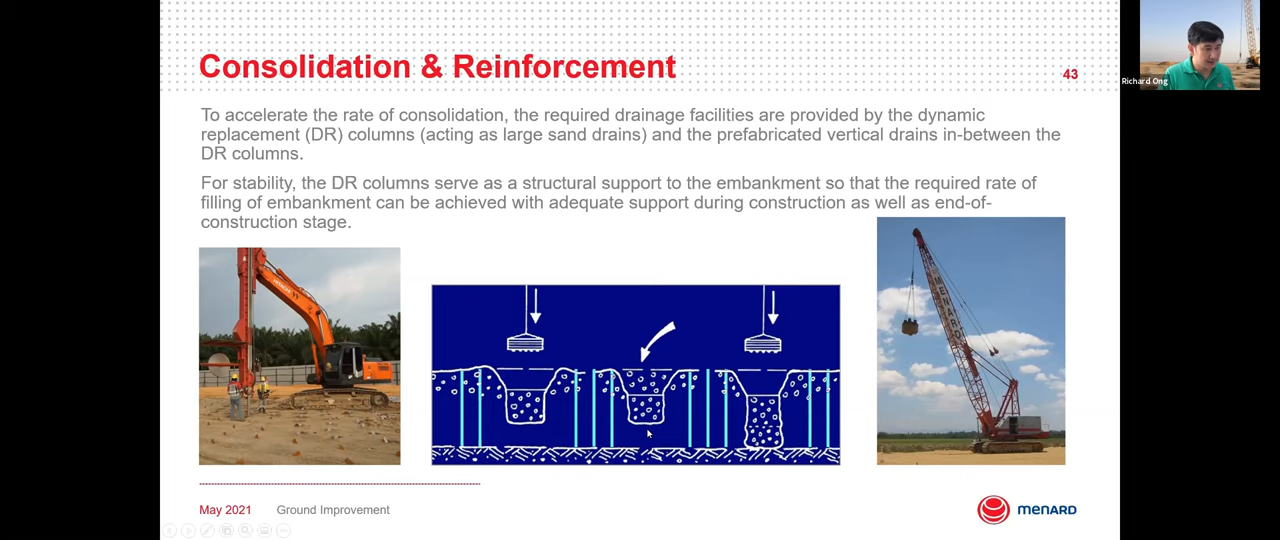 Consolidation & Reinforcement
43
Richard Ong
To accelerate the rate of consolidation, the required drainage facilities are provided by the dynamic
replacement (DR) columns (acting as large sand drains) and the prefabricated vertical drains in-between the
DR columns.
For stability, the DR columns serve as a structural support to the embankment so that the required rate of
filling of embankment can be achieved with adequate support during construction as well as end-of-
construction stage.
HITACHI
MENARD
May 2021
Ground Improvement
MENARD